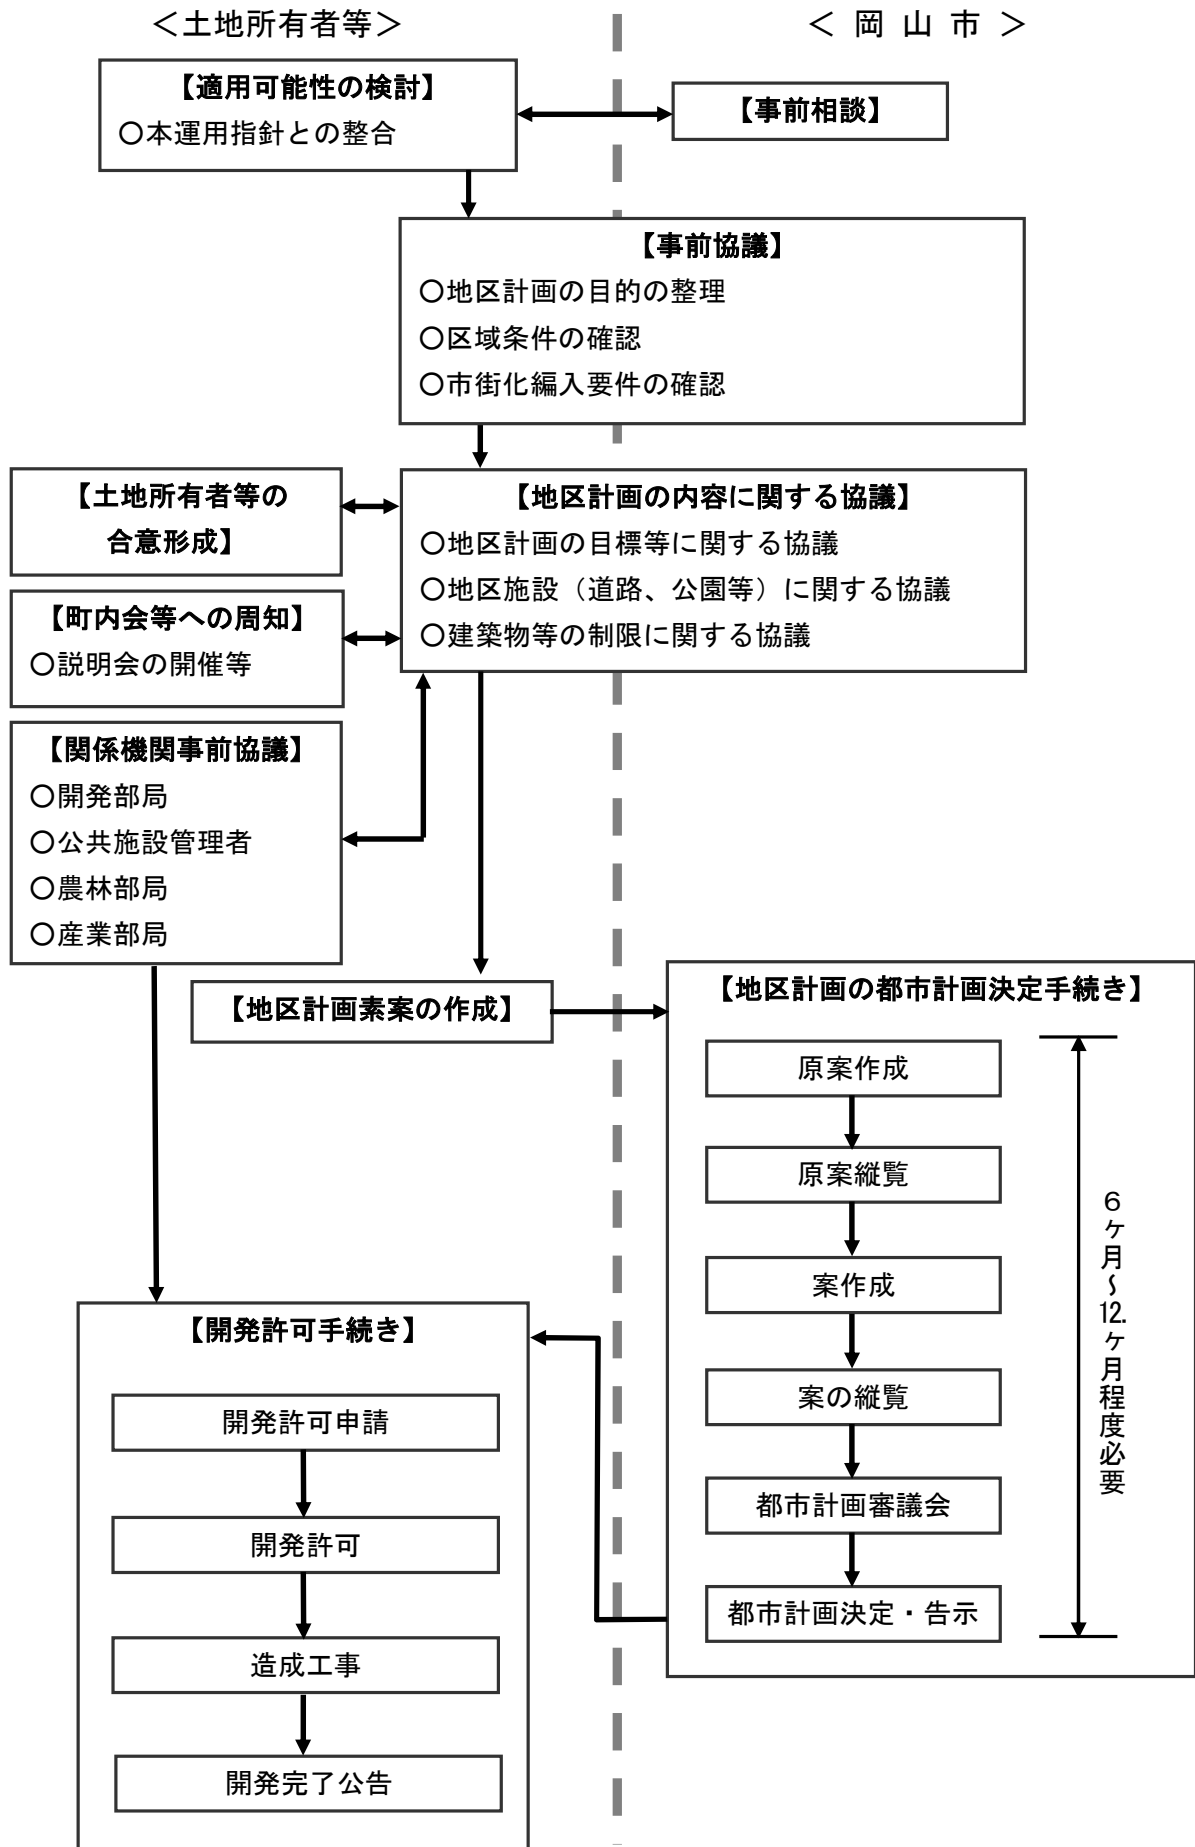 ＜土地所有者等＞
＜ 岡 山 市 ＞
【適用可能性の検討】
○本運用指針との整合
【事前相談】
【事前協議】
○地区計画の目的の整理
○区域条件の確認
○市街化編入要件の確認
【土地所有者等の
合意形成】
【地区計画の内容に関する協議】
○地区計画の目標等に関する協議
○地区施設（道路、公園等）に関する協議
○建築物等の制限に関する協議
【町内会等への周知】
○説明会の開催等
【関係機関事前協議】
○開発部局
○公共施設管理者
○農林部局
○産業部局
【地区計画素案の作成】
【地区計画の都市計画決定手続き】
原案作成
原案縦覧
案作成
案の縦覧
都市計画審議会
都市計画決定・告示
６ヶ月～12.ヶ月程度必要
【開発許可手続き】
開発許可申請
開発許可
造成工事
開発完了公告